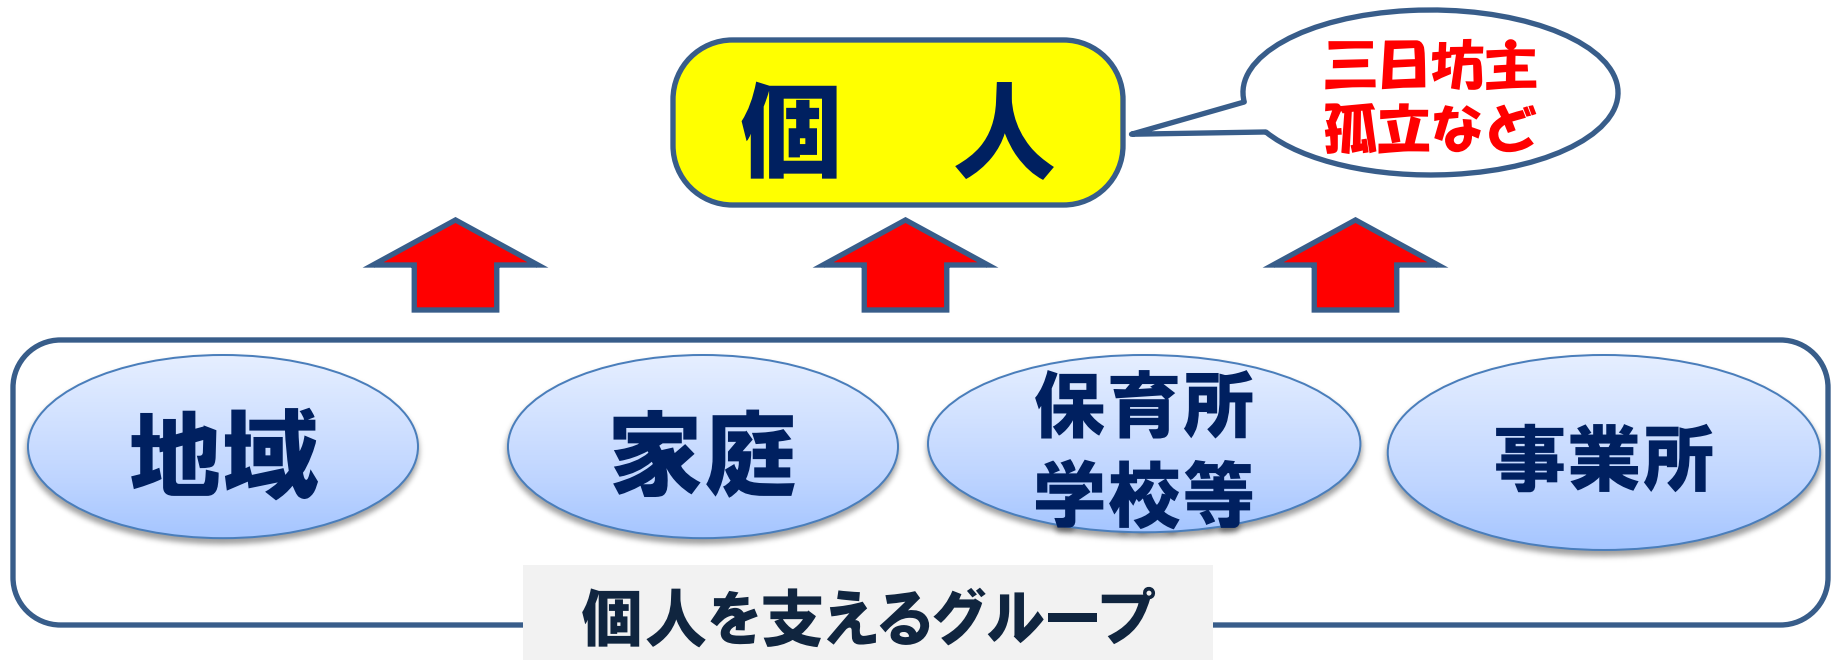 個　人
三日坊主
孤立など
地域
家庭
保育所
学校等
事業所
個人を支えるグループ